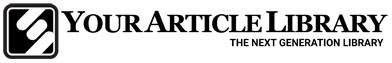 YOUR ARTICLE LIBRARY
THE NEXT GENERATION LIBRARY